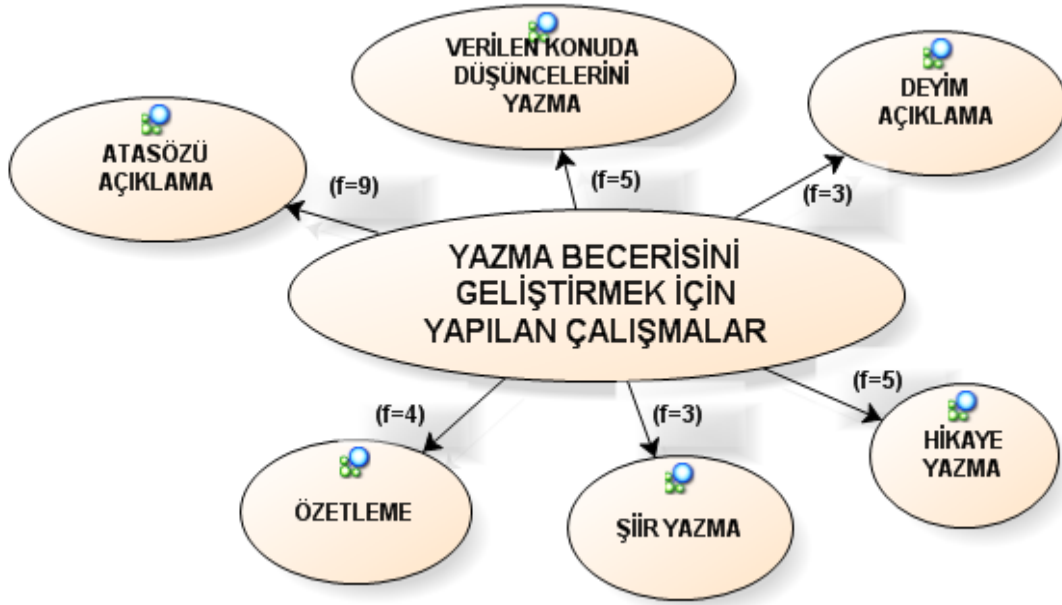 VERİLEN KONUDA
DÜŞÜNCELERİNİ
YAZMA
DEYİM
AÇIKLAMA
ATASÖZÜ
AÇIKLAMA
(f=9)
(f=5)
(f=3)
YAZMA BECERİSİNİ
GELİŞTİRMEK İÇİN
YAPILAN ÇALIŞMALAR
(f=4)
(f=3)
(f=5)
HİKAYE
YAZMA
ÖZETLEME
ŞİİR YAZMA